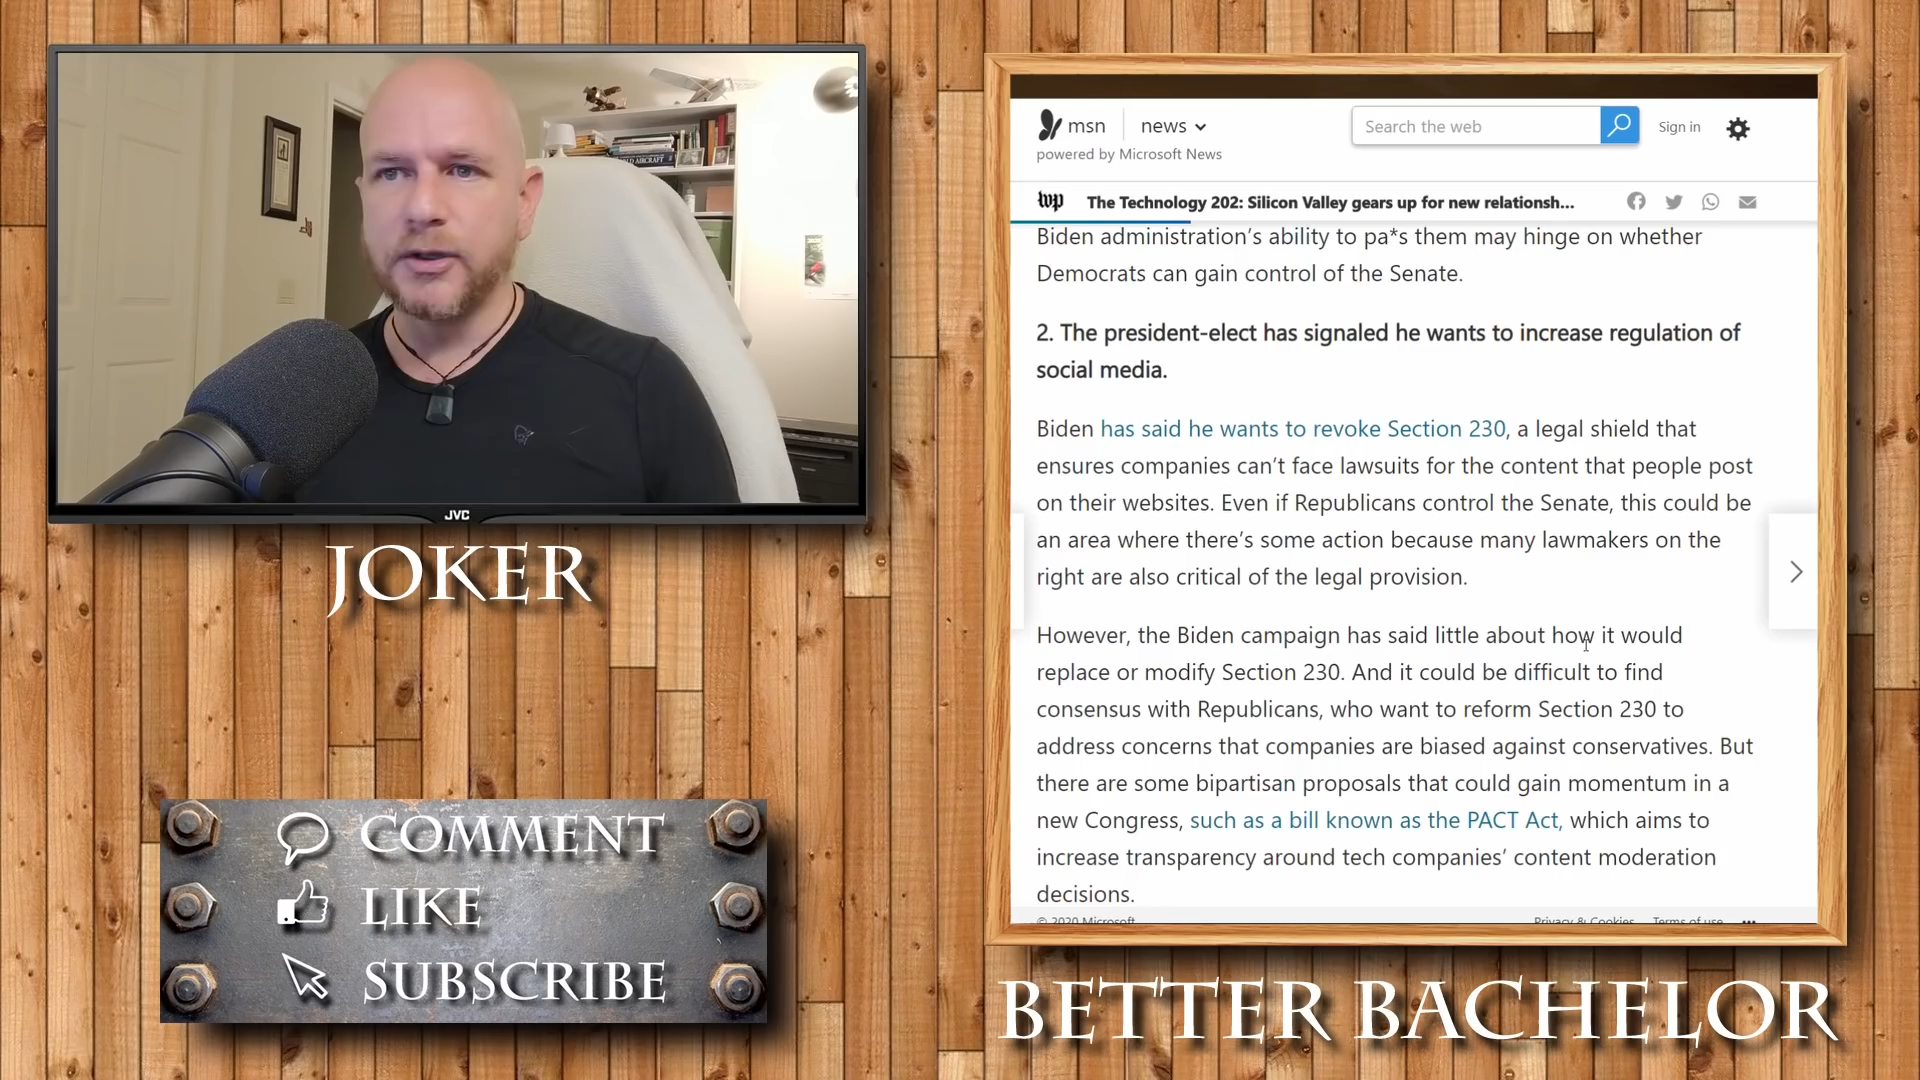 JVC
JOKER
COMMENT
LIKE
SUBSCRIBE
msn
news
Search the web
Sign in
powered by Microsoft News
wp
The Technology 202: Silicon Valley gears up for new relationsh...
Biden administration's ability to pa*s them may hinge on whether
Democrats can gain control of the Senate.
2. The president-elect has signaled he wants to increase regulation of
social media.
Biden has said he wants to revoke Section 230, a legal shield that
ensures companies can't face lawsuits for the content that people post
on their websites. Even if Republicans control the Senate, this could be
an area where there's some action because many lawmakers on the
right are also critical of the legal provision.
However, the Biden campaign has said little about how it would
replace or modify Section 230. And it could be difficult to find
consensus with Republicans, who want to reform Section 230 to
address concerns that companies are biased against conservatives. But
there are some bipartisan proposals that could gain momentum in a
new Congress, such as a bill known as the PACT Act, which aims to
increase transparency around tech companies' content moderation
decisions.
© 2020 Microsoft
Privacy & Cookies
Terms of use
BETTER BACHELOR